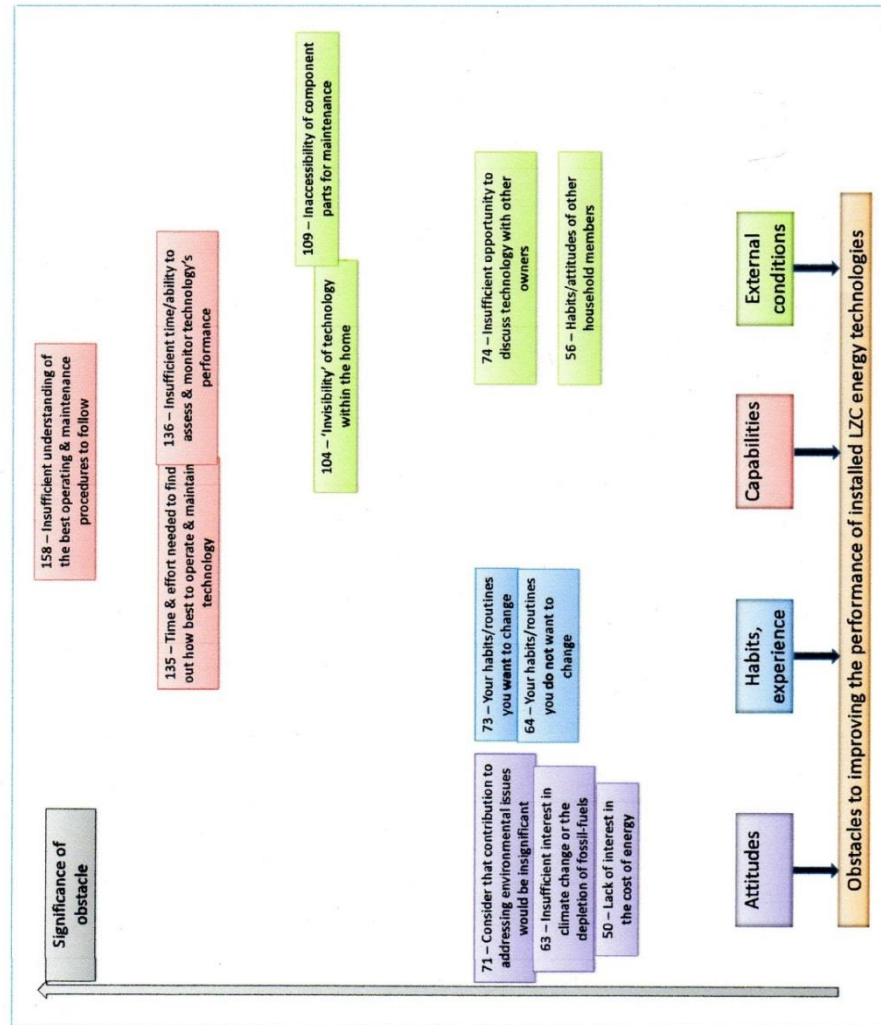 Significance of
obstacle
158 – Insufficient understanding of
the best operating & maintenance
procedures to follow
135 – Time & effort needed to find
out how best to operate & maintain
technology
136 – Insufficient time/ability to
assess & monitor technology's
performance
104 – 'Invisibility' of technology
within the home
109 – Inaccessibility of component
parts for maintenance
71 – Consider that contribution to
addressing environmental issues
would be insignificant
63 – Insufficient interest in
climate change or the
depletion of fossil-fuels
50 – Lack of interest in
the cost of energy
73 – Your habits/routines
you want to change
64 – Your habits/routines
you do not want to
change
74 – Insufficient opportunity to
discuss technology with other
owners
56 – Habits/attitudes of other
household members
Attitudes
Habits,
experience
Capabilities
External
conditions
Obstacles to improving the performance of installed LZC energy technologies